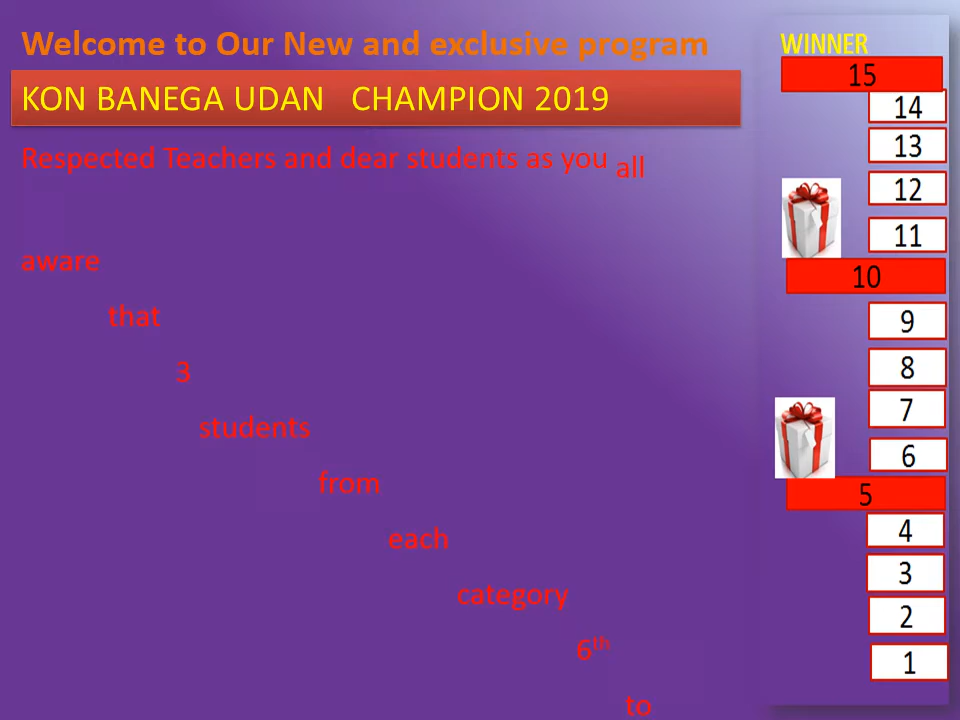 Welcome to Our New and exclusive program
KON BANEGA UDAN CHAMPION 2019
Respected Teachers and dear students as you all
aware
that
3
students
from
each
category
6th
to
WINNER
15
14
13
12
11
10
9
8
7
6
5
4
3
2
1